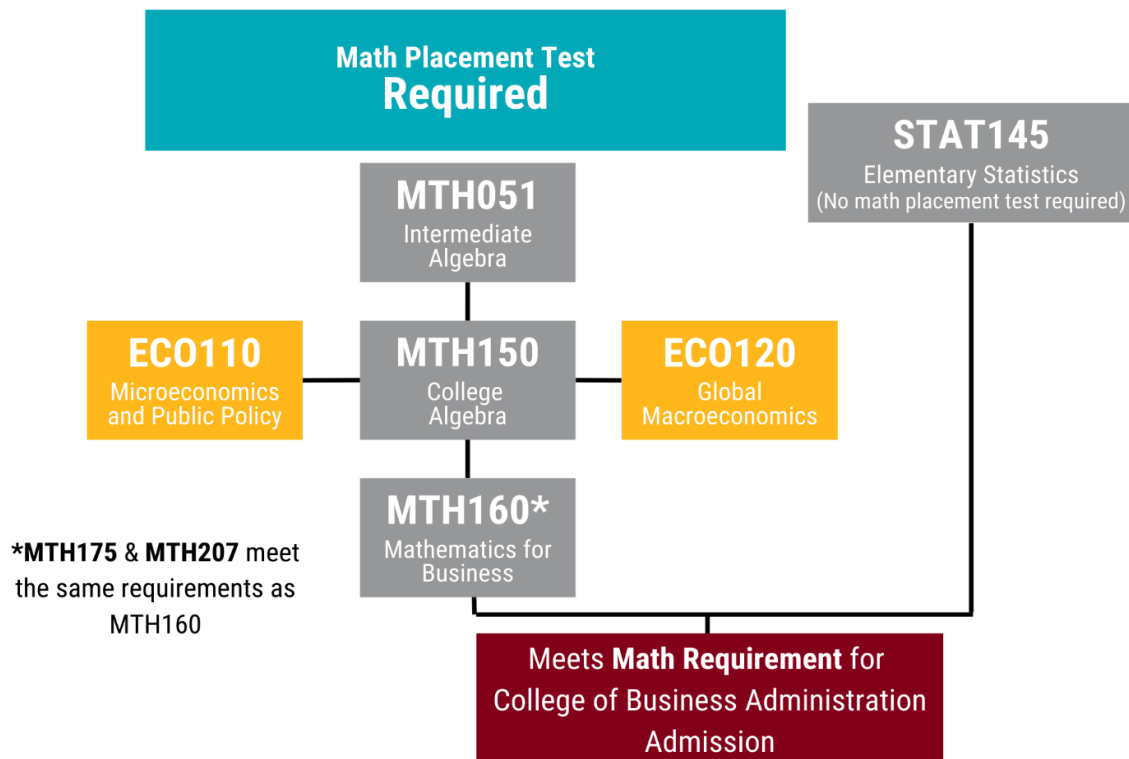 Math Placement Test
Required
STAT145
Elementary Statistics
(No math placement test required)
MTH051
Intermediate
Algebra
ECO110
Microeconomics
and Public Policy
MTH150
College
Algebra
ECO120
Global
Macroeconomics
MTH160*
Mathematics for
Business
*MTH175 & MTH207 meet
the same requirements as
MTH160
Meets Math Requirement for
College of Business Administration
Admission